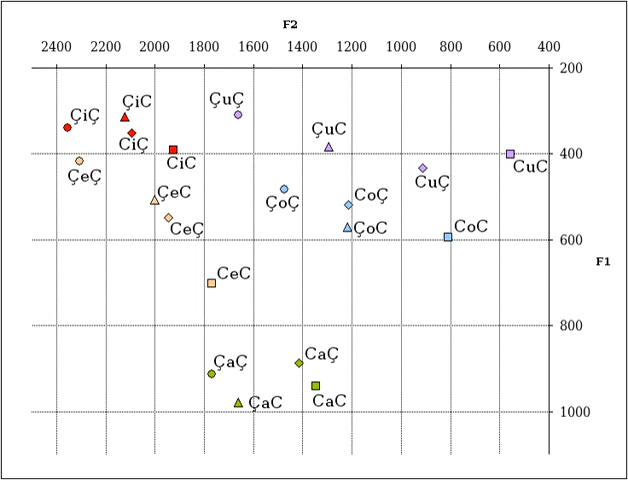 F2
2400 2200 2000 1800 1600 1400 1200 1000 800 600 400
200
ÇiC
ÇuÇ
ÇiÇ
ÇuC
CiÇ
400
CiC
CuC
ÇeÇ
CuÇ
ÇeC
CoÇ
ÇoÇ
CeÇ
ÇoC
CoC
600
F1
CeC
800
CaÇ
ÇaÇ
ÇaC
CaC
1000